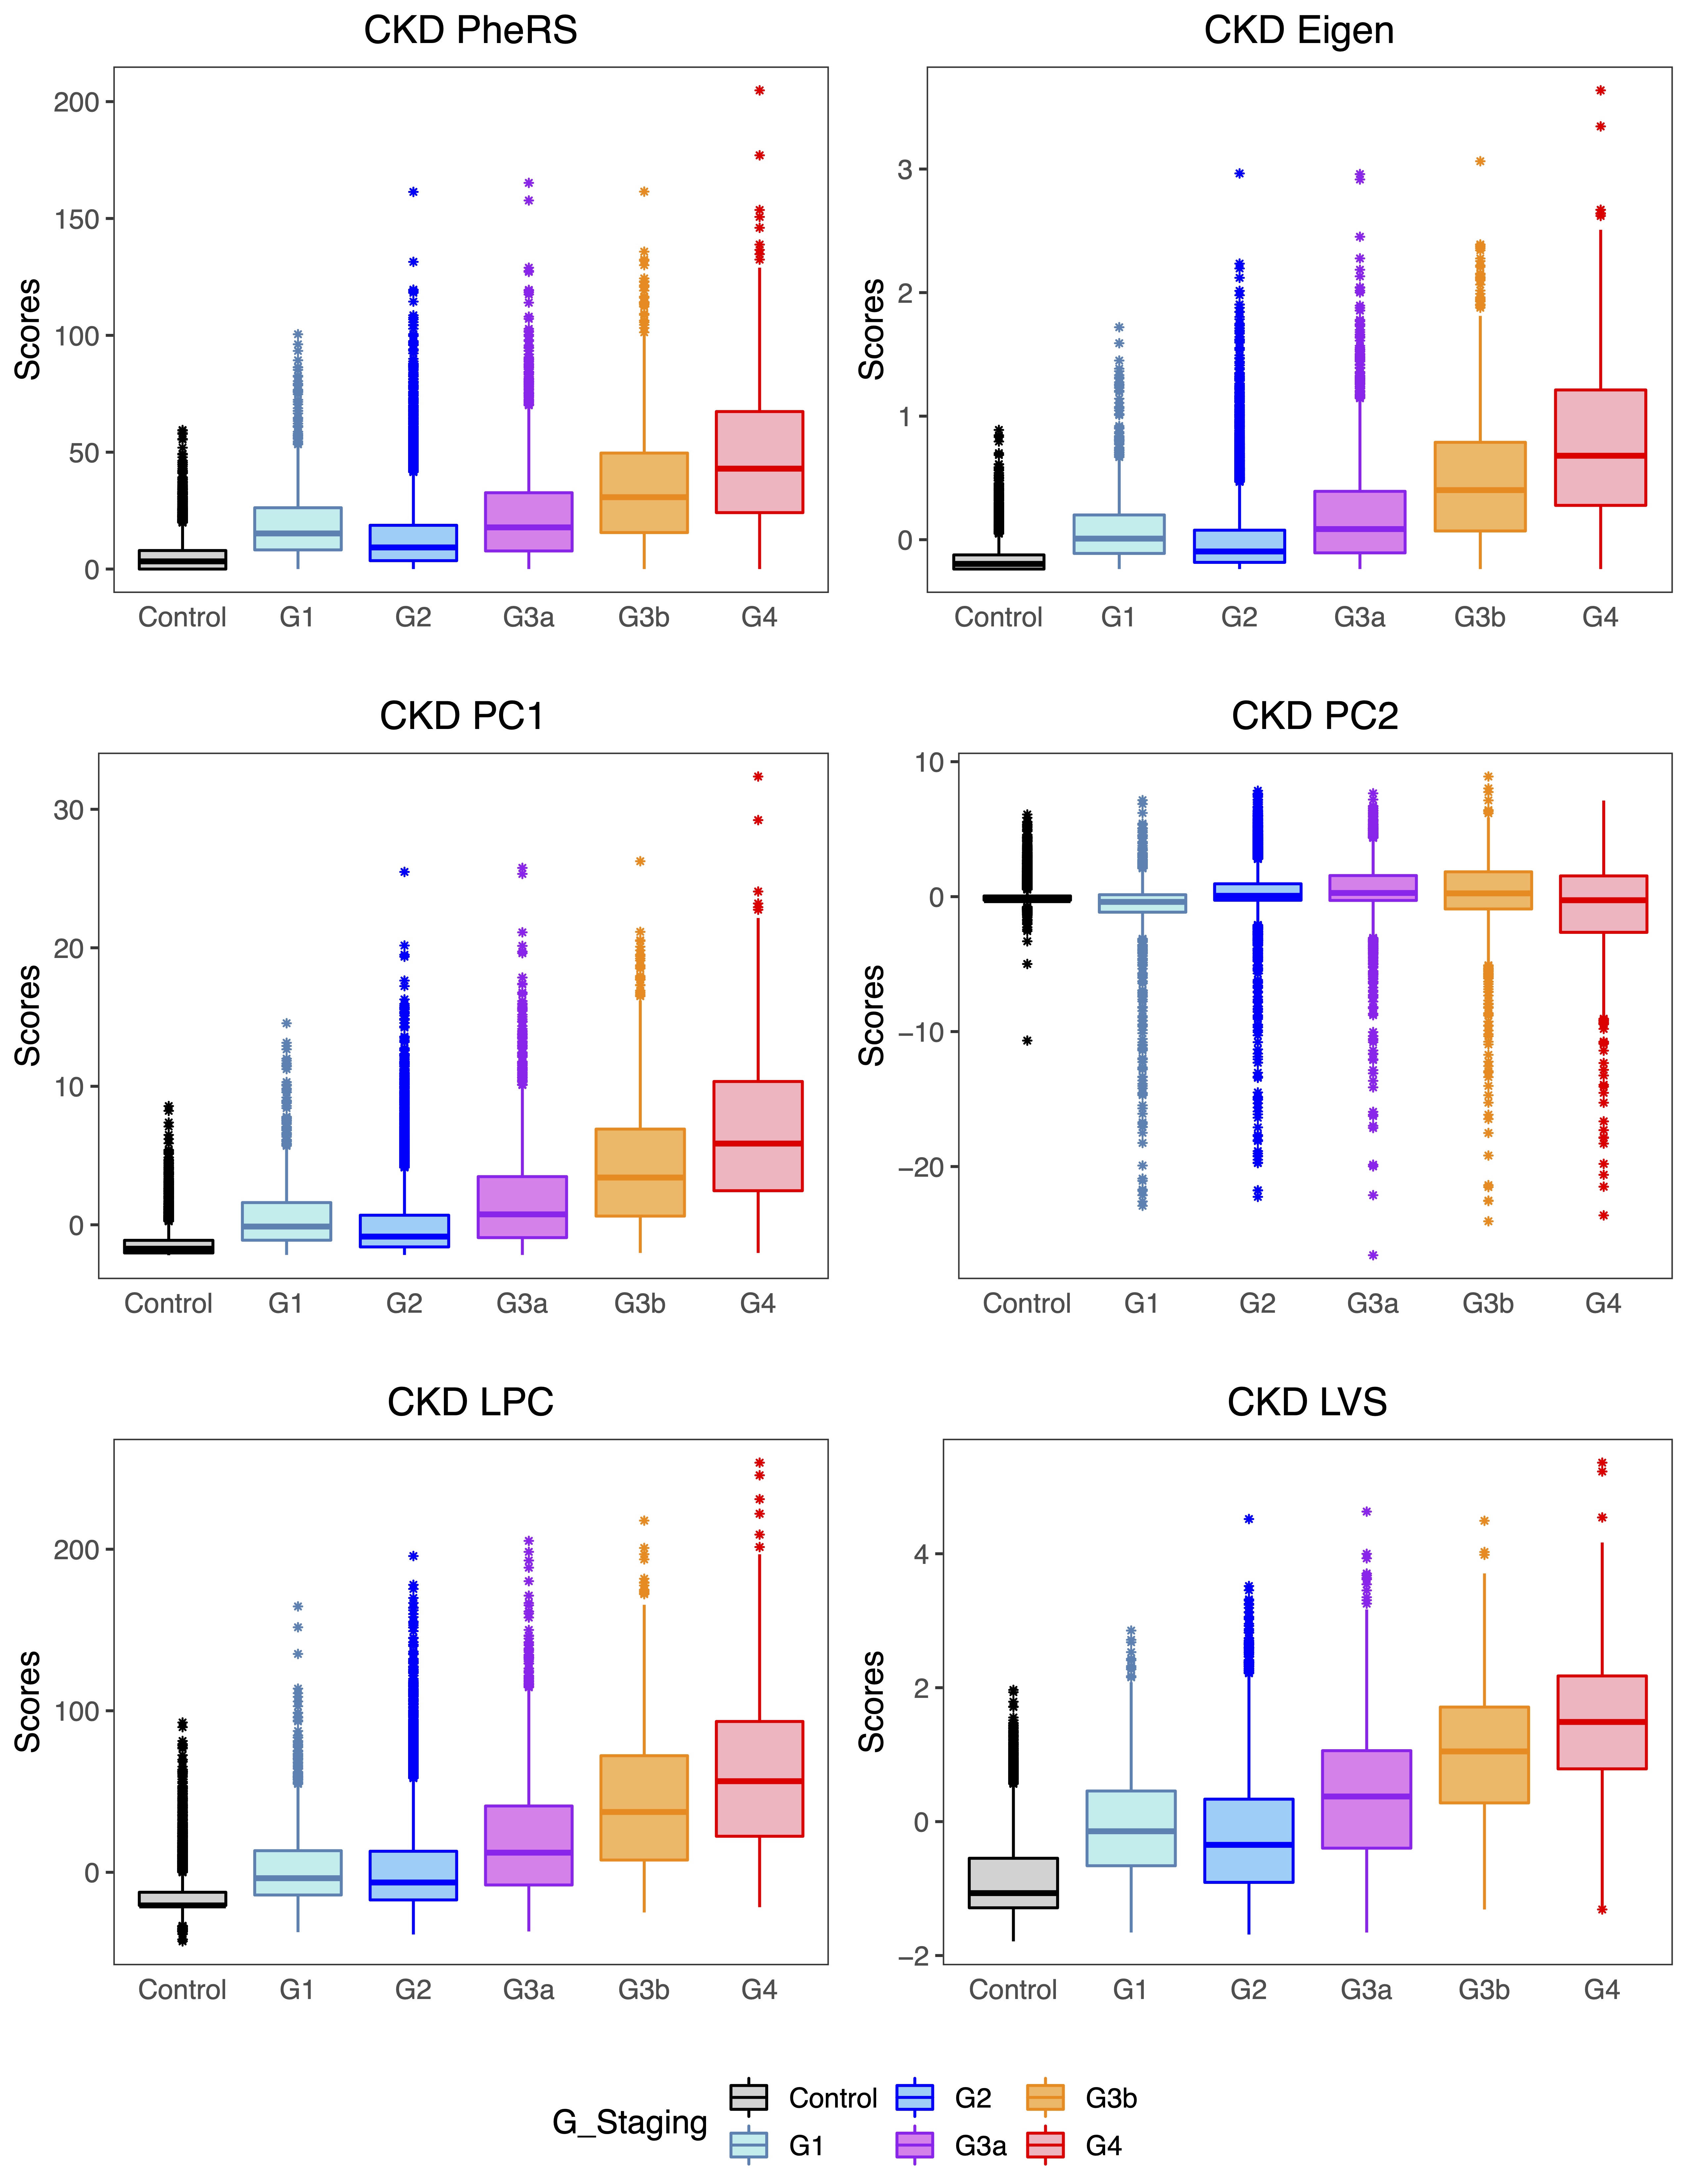 CKD PheRS
Scores
200
150
100
50
0
Control G1 G2 G3a G3b G4
CKD Eigen
Scores
3
2
1
0
Control G1 G2 G3a G3b G4
CKD PC1
Scores
30
20
10
0
Control G1 G2 G3a G3b G4
CKD PC2
Scores
10
0
−10
−20
Control G1 G2 G3a G3b G4
CKD LPC
Scores
200
100
0
Control G1 G2 G3a G3b G4
CKD LVS
Scores
4
2
0
−2
Control G1 G2 G3a G3b G4
G_Staging
Control G2 G3b
G1 G3a G4